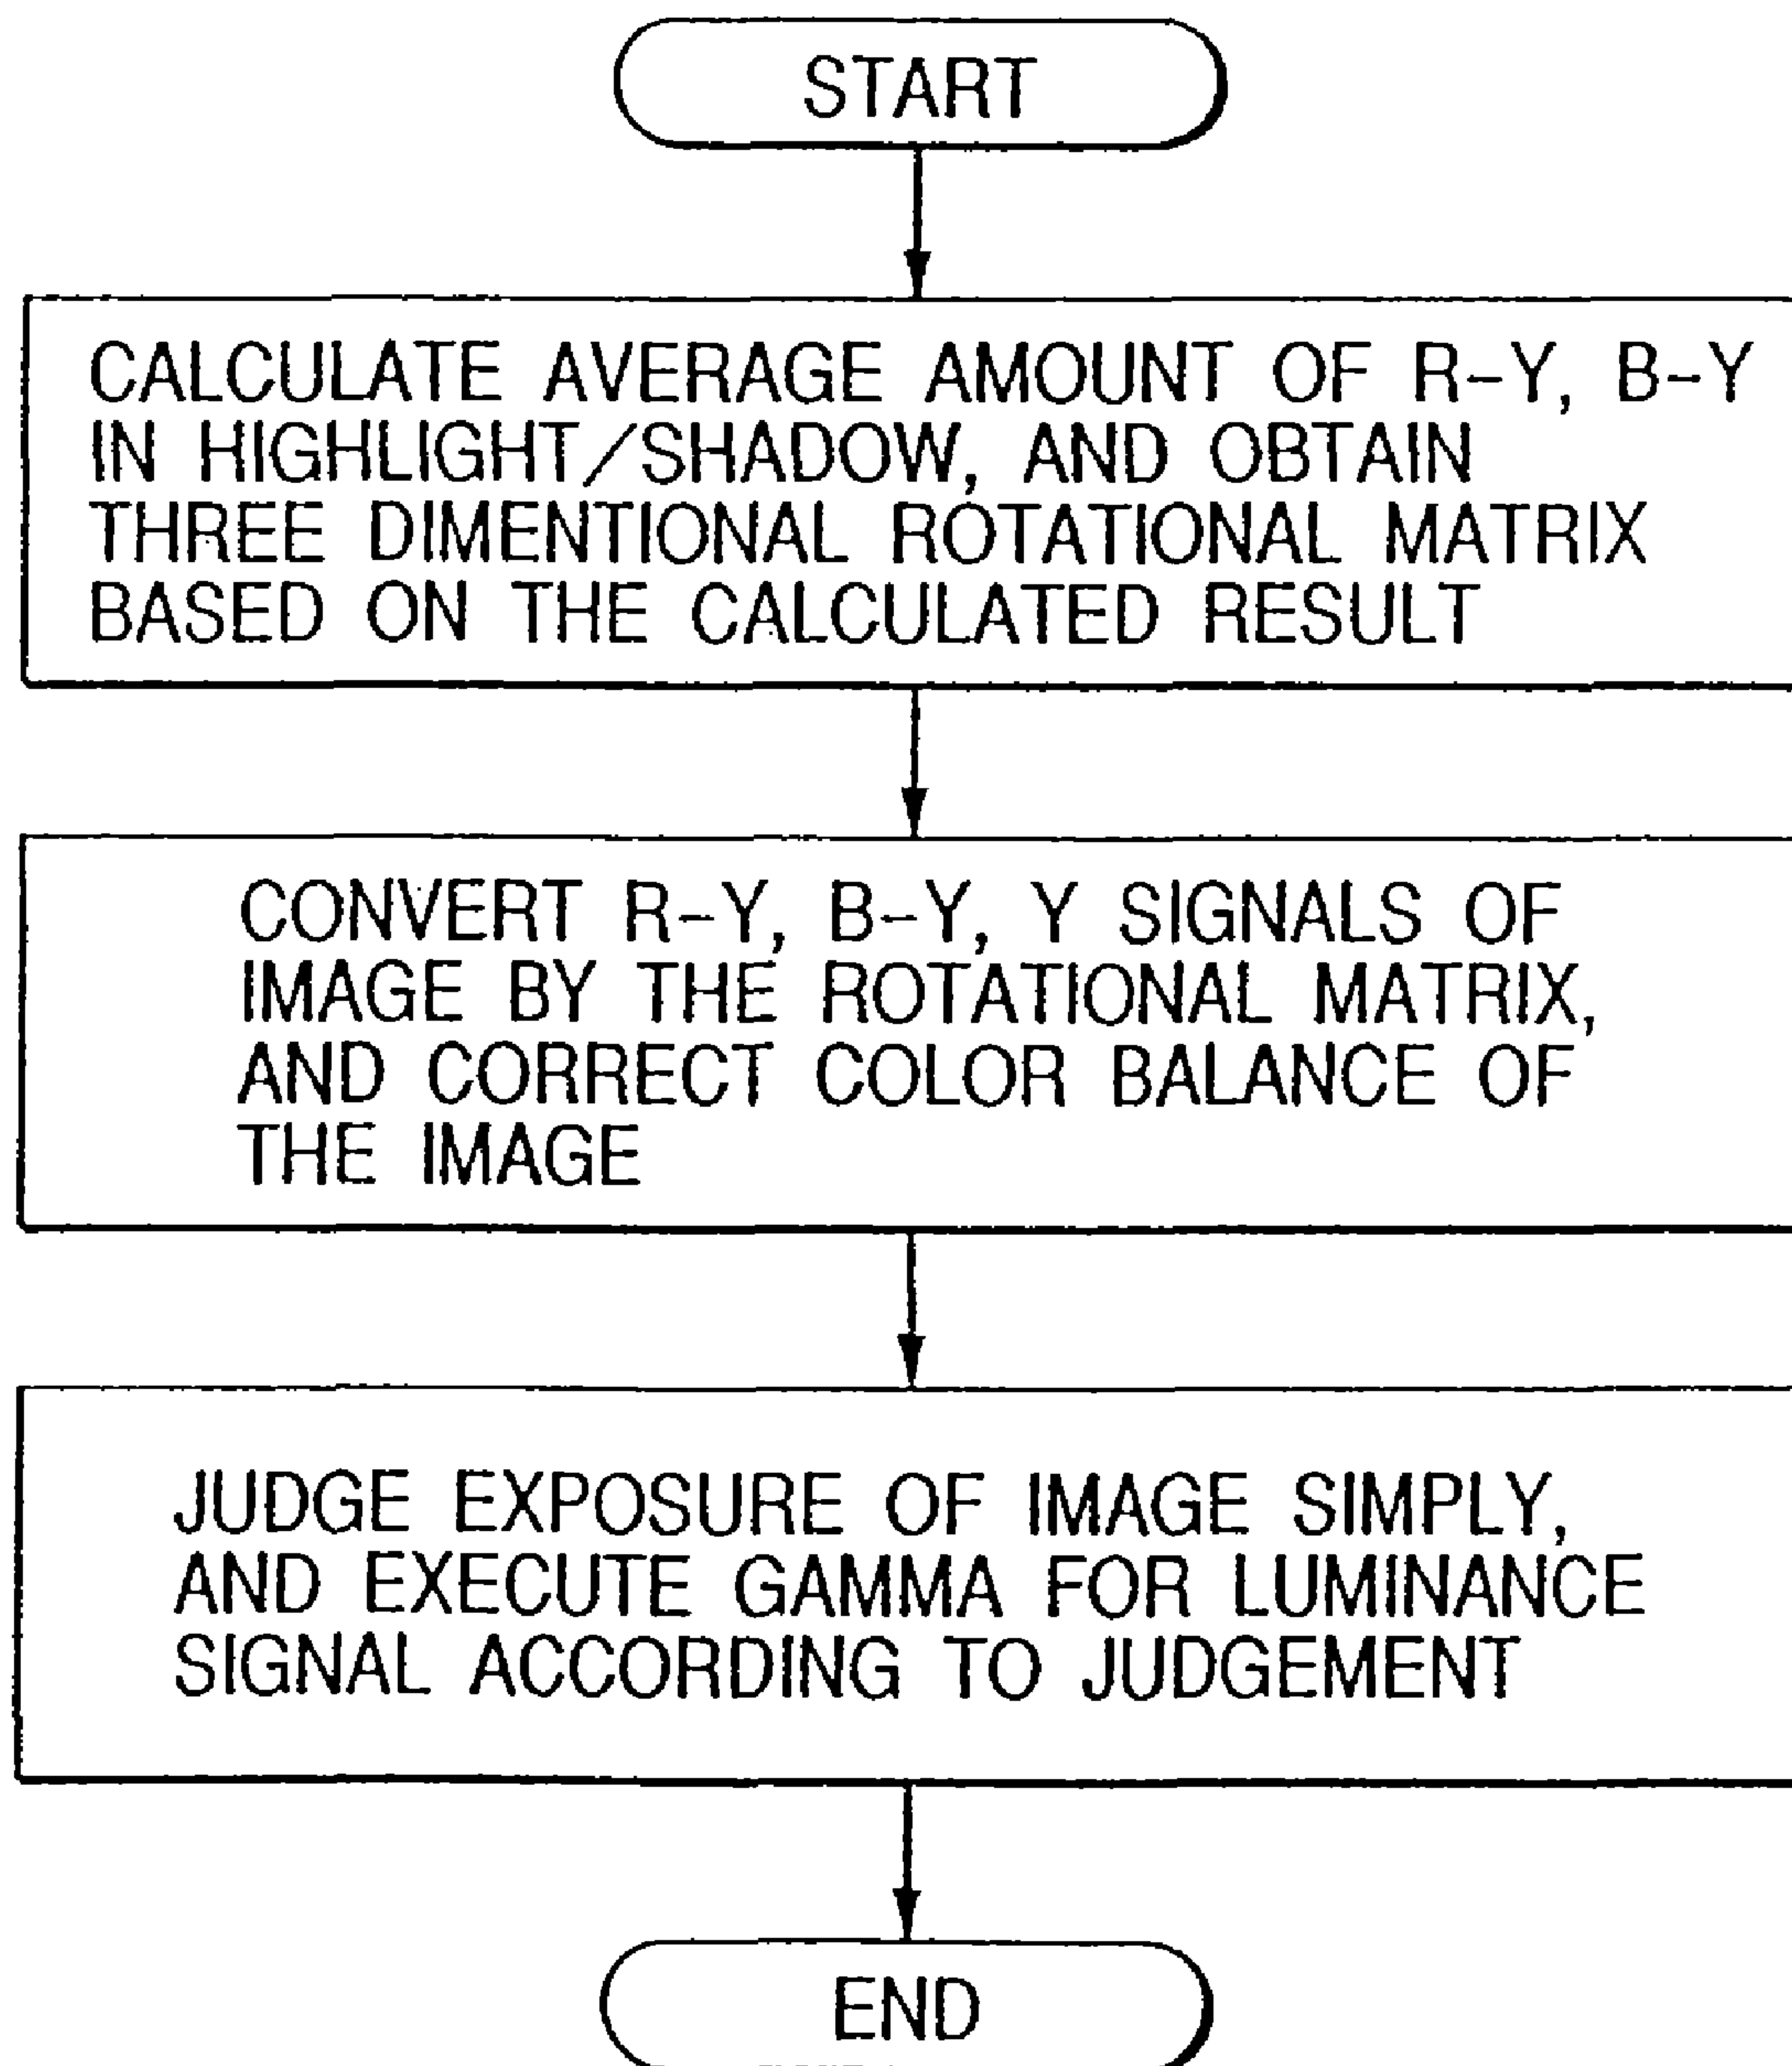 START
CALCULATE AVERAGE AMOUNT OF R-Y, B-Y
IN HIGHLIGHT/SHADOW, AND OBTAIN
THREE DIMENTIONAL ROTATIONAL MATRIX
BASED ON THE CALCULATED RESULT
CONVERT R-Y, B-Y, Y SIGNALS OF
IMAGE BY THE ROTATIONAL MATRIX,
AND CORRECT COLOR BALANCE OF
THE IMAGE
JUDGE EXPOSURE OF IMAGE SIMPLY,
AND EXECUTE GAMMA FOR LUMINANCE
SIGNAL ACCORDING TO JUDGEMENT
END